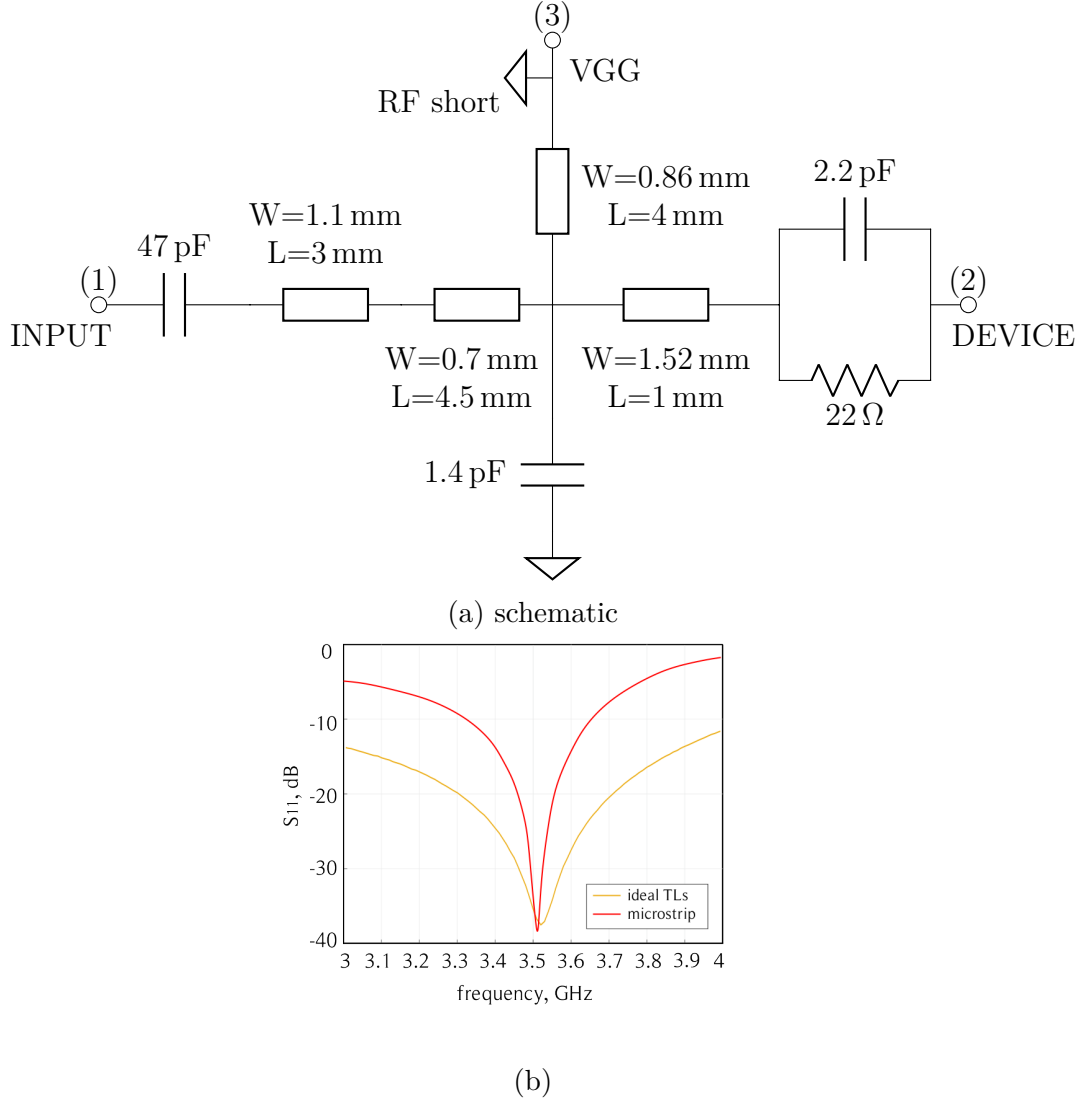 (3)
VGG
RF short
W=0.86 mm
L=4 mm
2.2 pF
W=1.1 mm
L=3 mm
47 pF
(1)
INPUT
(2)
DEVICE
W=0.7 mm
L=4.5 mm
W=1.52 mm
L=1 mm
22 Ω
1.4 pF
(a) schematic
0
-10
-20
-30
-40
S11, dB
ideal TLs
microstrip
3 3.1 3.2 3.3 3.4 3.5 3.6 3.7 3.8 3.9 4
frequency, GHz
(b)